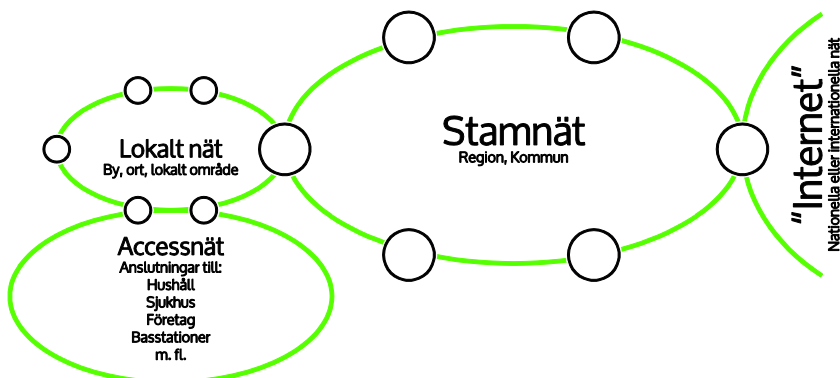 Lokalt nät
By, ort, lokalt område
Accessnät
Anslutningar till:
Hushåll
Sjukhus
Företag
Basstationer
m. fl.
Stamnät
Region, Kommun
“Internet”
Nationella eller internationella nät